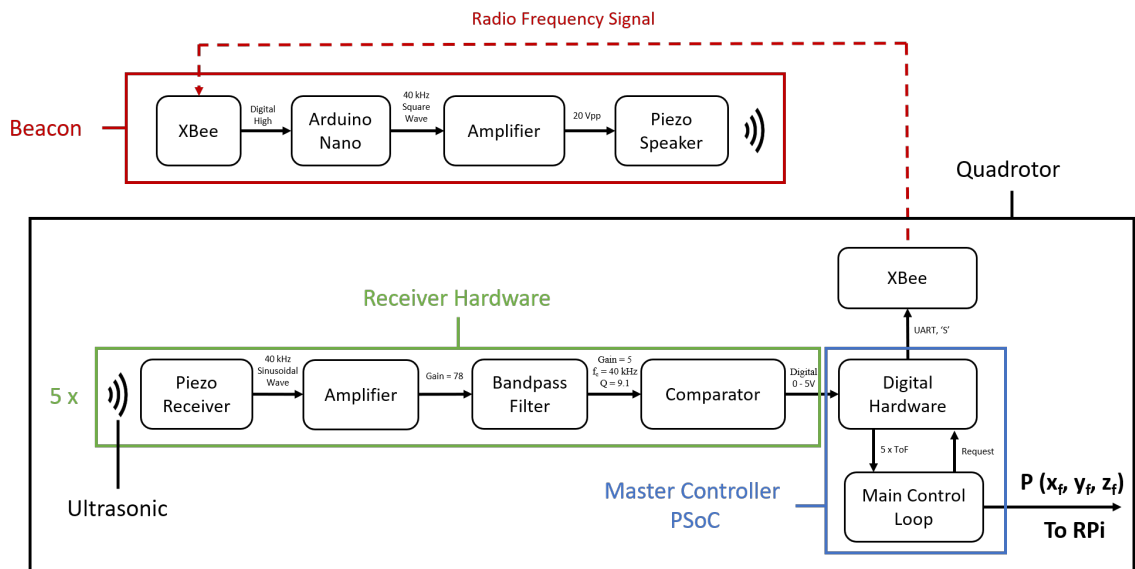 Radio Frequency Signal
Beacon
XBee
Digital
High
Arduino
Nano
40 kHz
Square
Wave
Amplifier
20 Vpp
Piezo
Speaker
Quadrotor
XBee
UART, ‘S’
Receiver Hardware
5 x
Piezo
Receiver
40 kHz
Sinusoidal
Wave
Amplifier
Gain = 78
Bandpass
Filter
Gain = 5
fc = 40 kHz
Q = 9.1
Comparator
Digital
0 - 5V
Digital
Hardware
5 x ToF
Request
Ultrasonic
Master Controller
PSoC
Main Control
Loop
P (xf, yf, zf)
To RPi